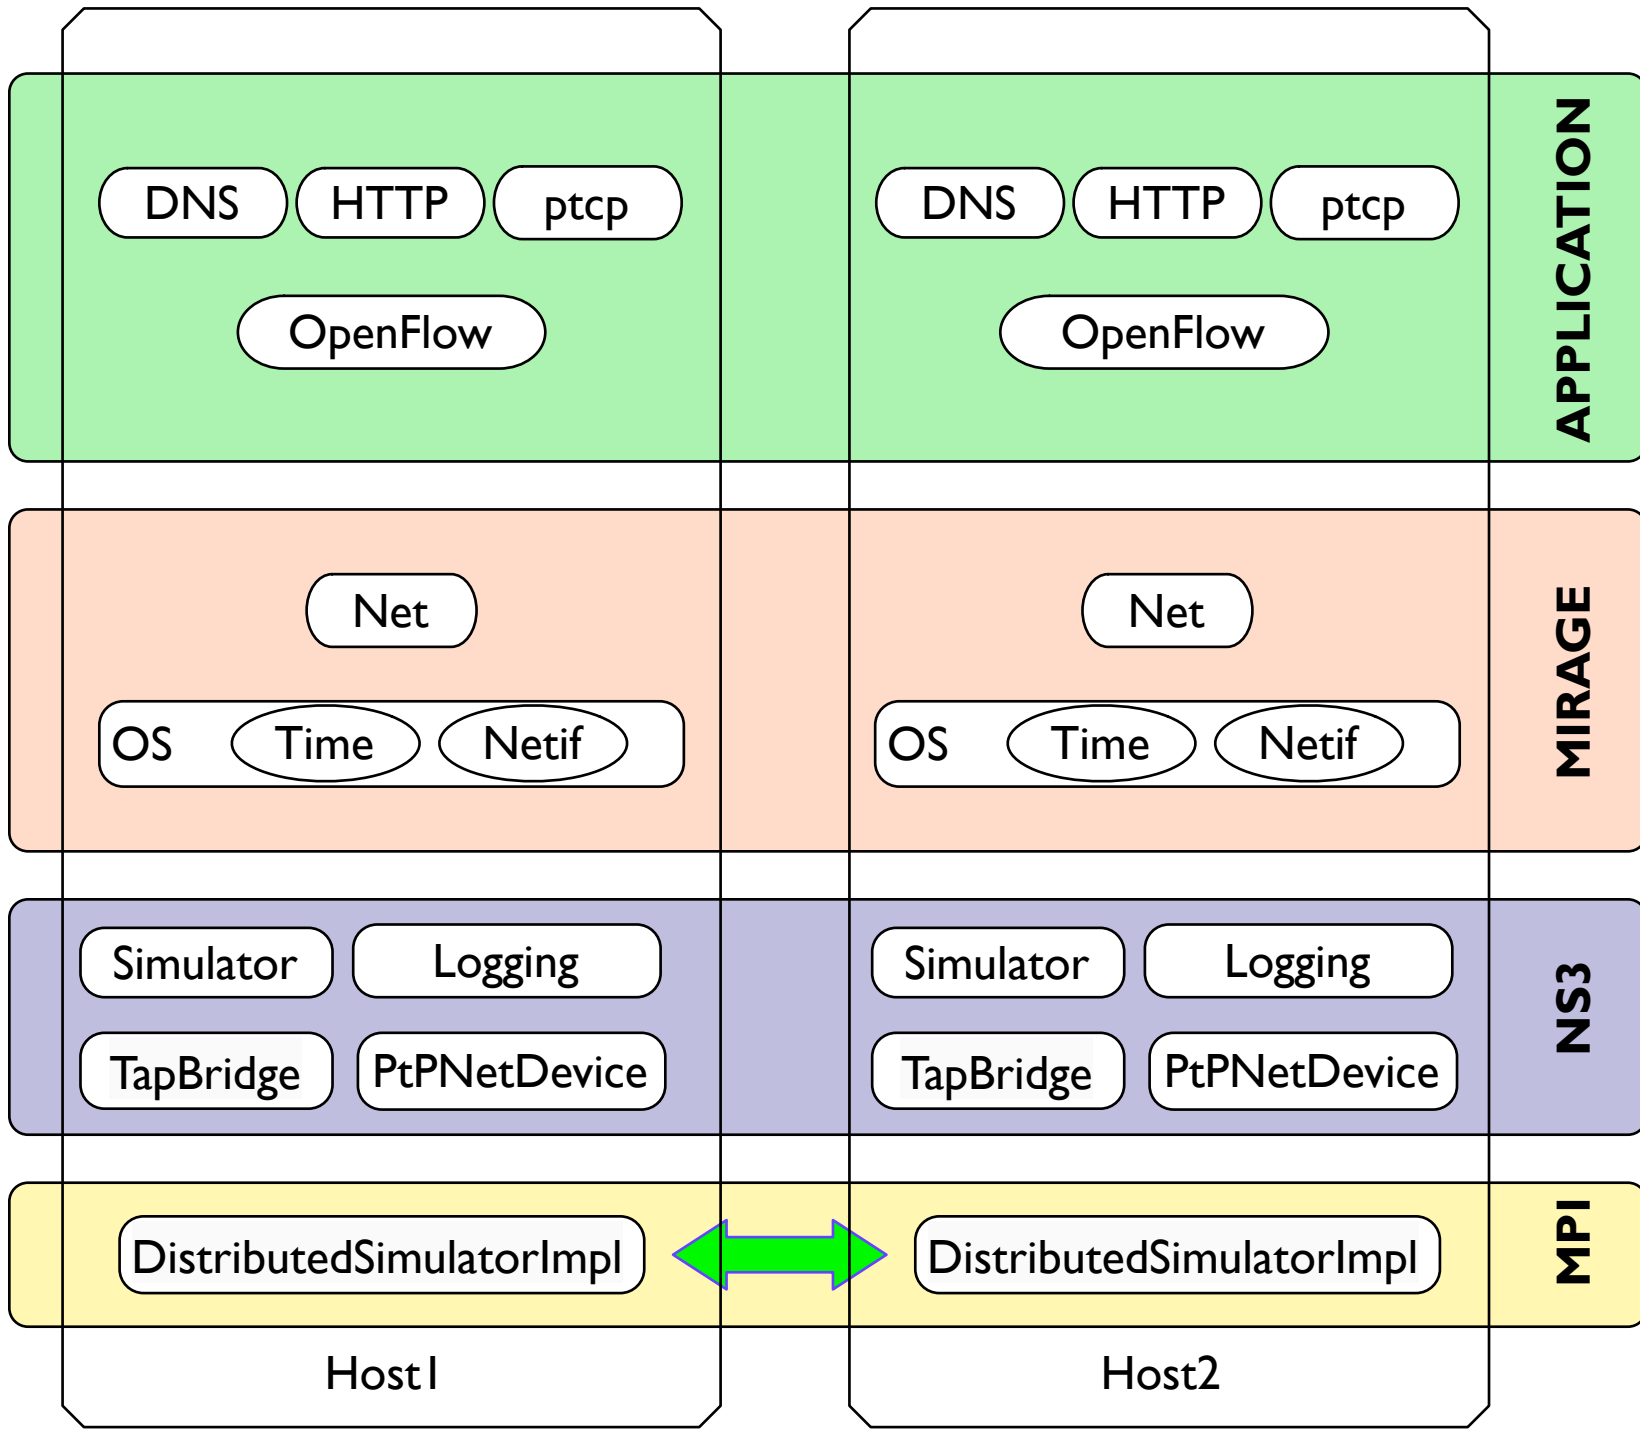 DNS HTTP ptcp DNS HTTP ptcp
OpenFlow OpenFlow
APPLICATION
Net Net
OS Time Netif OS Time Netif
MIRAGE
Simulator Logging Simulator Logging
TapBridge PtPNetDevice TapBridge PtPNetDevice
NS3
DistributedSimulatorImpl DistributedSimulatorImpl
MPI
Host1 Host2